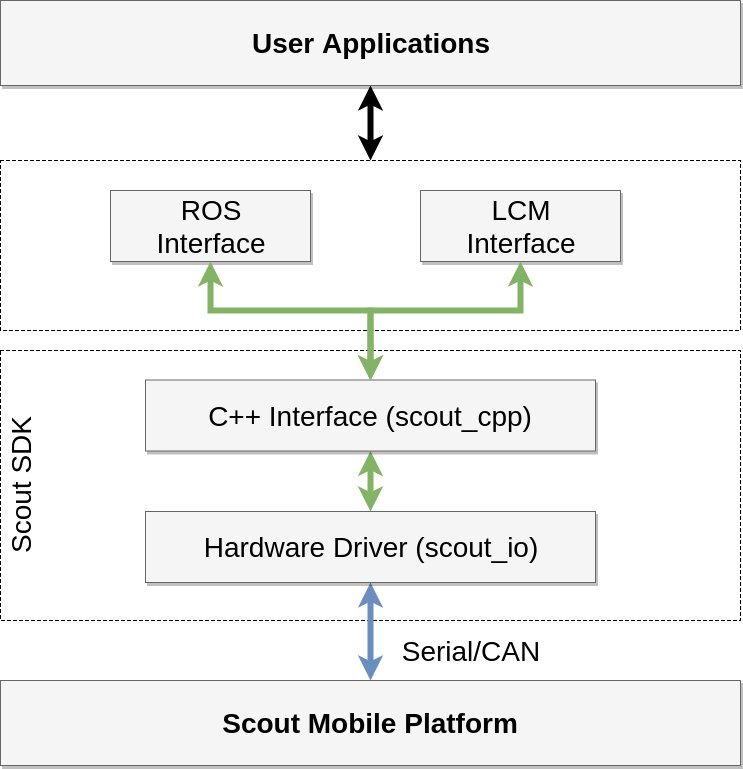 User Applications
ROS
Interface
LCM
Interface
Scout SDK
C++ Interface (scout_cpp)
Hardware Driver (scout_io)
Serial/CAN
Scout Mobile Platform